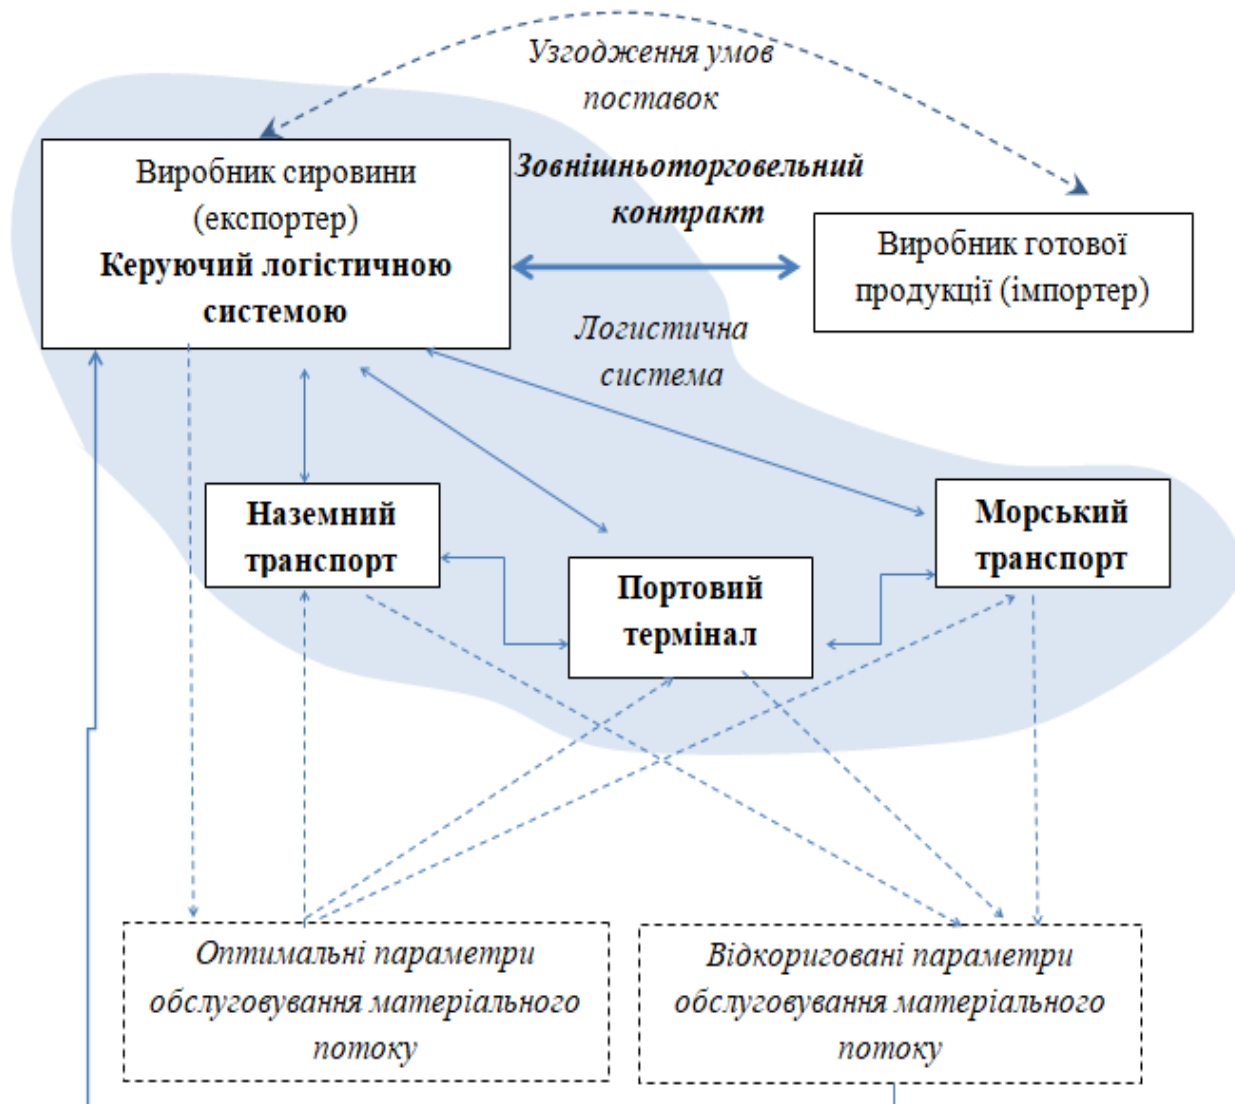 Узгодження умов
поставок
Виробник сировини
(експортер)
Керуючий логістичною
системою
Зовнішньоторговельний
контракт
Виробник готової
продукції (імпортер)
Логистична
система
Наземний
транспорт
Портовий
термінал
Морський
транспорт
Оптимальні параметри
обслуговування матеріального
потоку
Відкориговані параметри
обслуговування матеріального
потоку